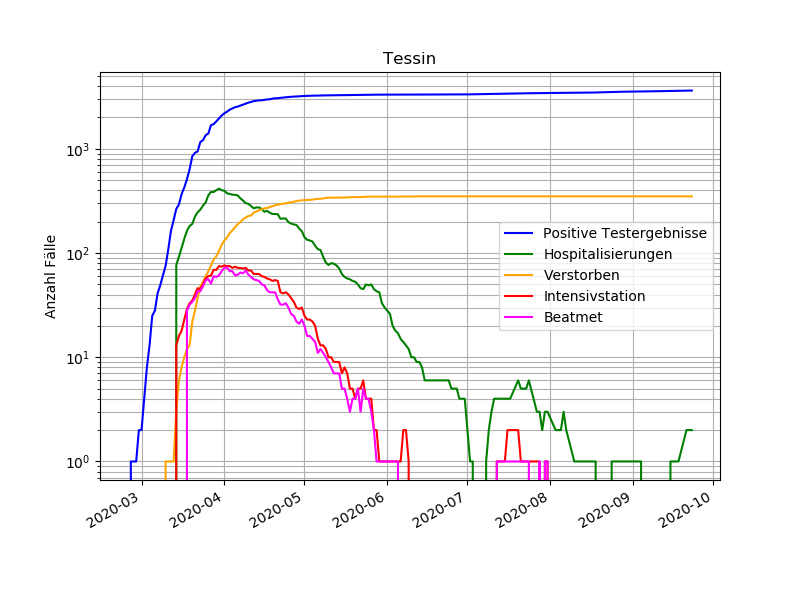 Tessin
Anzahl Fälle
10³
10²
10¹
10⁰
Positive Testergebnisse
Hospitalisierungen
Verstorben
Intensivstation
Beatmet
2020-03
2020-04
2020-05
2020-06
2020-07
2020-08
2020-09
2020-10